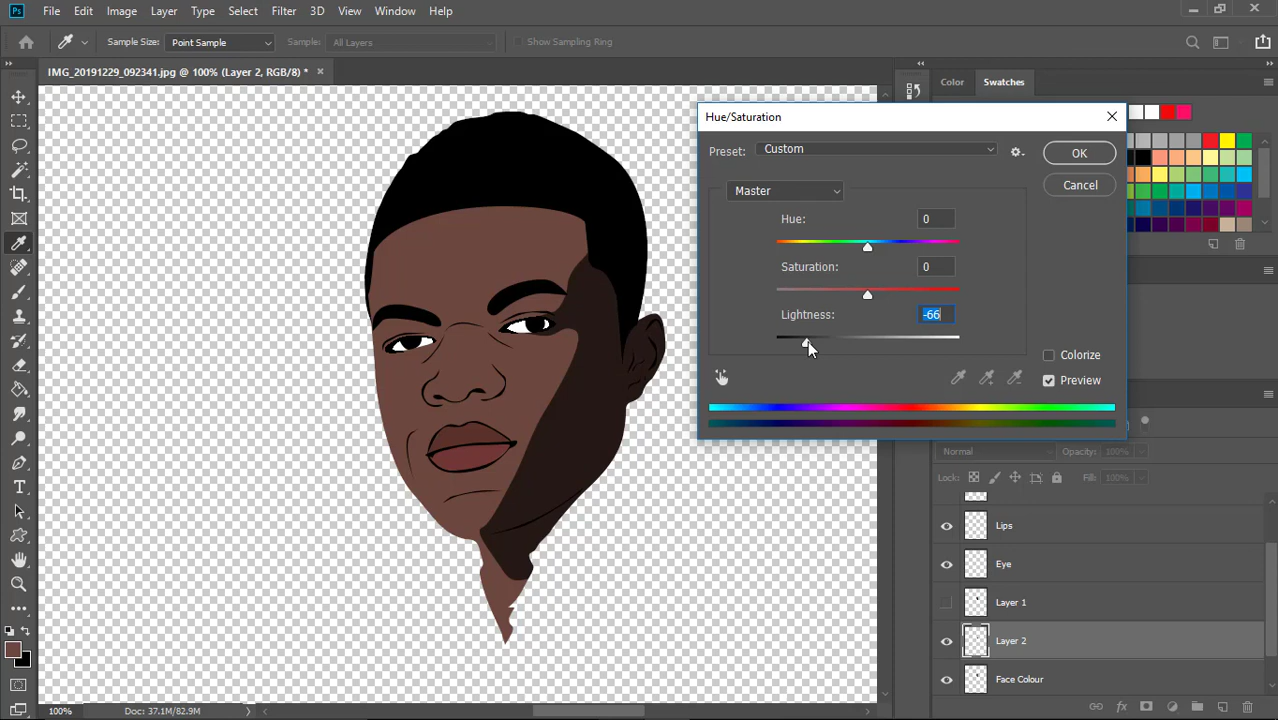 Ps File Edit Image Layer Type Select Filter 3D View Window Help
Sample Size: Point Sample Sample: All Layers Show Sampling Ring
IMG_20191229_092341.jpg @ 100% (Layer 2, RGB/8) *
Color Swatches
Hue/Saturation
Preset: Custom
OK
Master
Cancel
Hue: 0
Saturation: 0
Lightness: -66
Colorize
Preview
Normal Opacity: 100%
Lock: Fill: 100%
Lips
Eye
Layer 1
Layer 2
Face Colour
100% Doc: 37.1M/82.9M